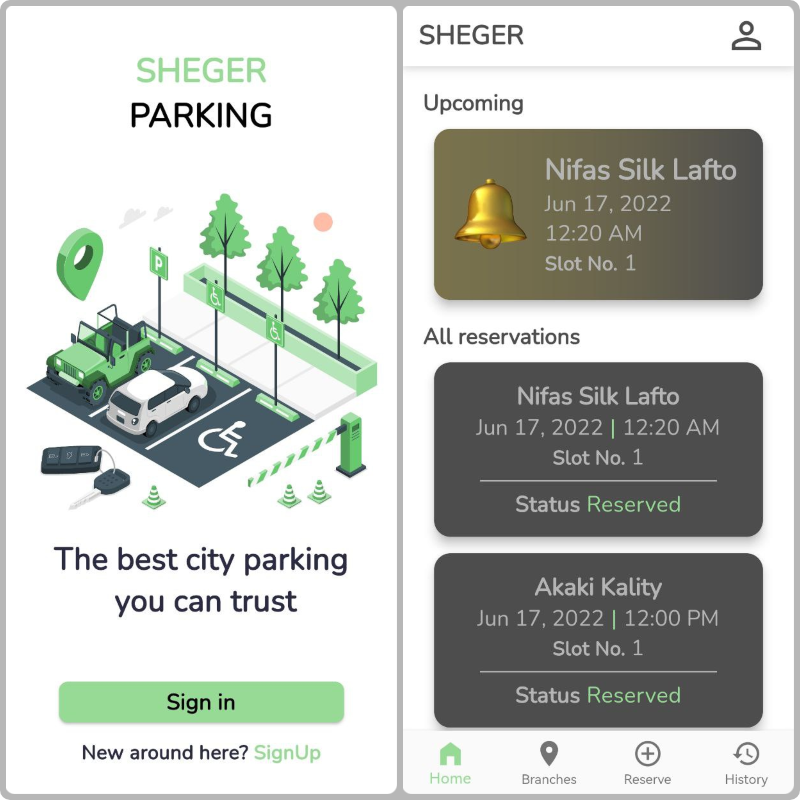 SHEGER
PARKING
P
The best city parking
you can trust
Sign in
New around here? SignUp
SHEGER
Upcoming
Nifas Silk Lafto
Jun 17, 2022
12:20 AM
Slot No. 1
All reservations
Nifas Silk Lafto
Jun 17, 2022 | 12:20 AM
Slot No. 1
Status Reserved
Akaki Kality
Jun 17, 2022 | 12:00 PM
Slot No. 1
Status Reserved
Home
Branches
Reserve
History